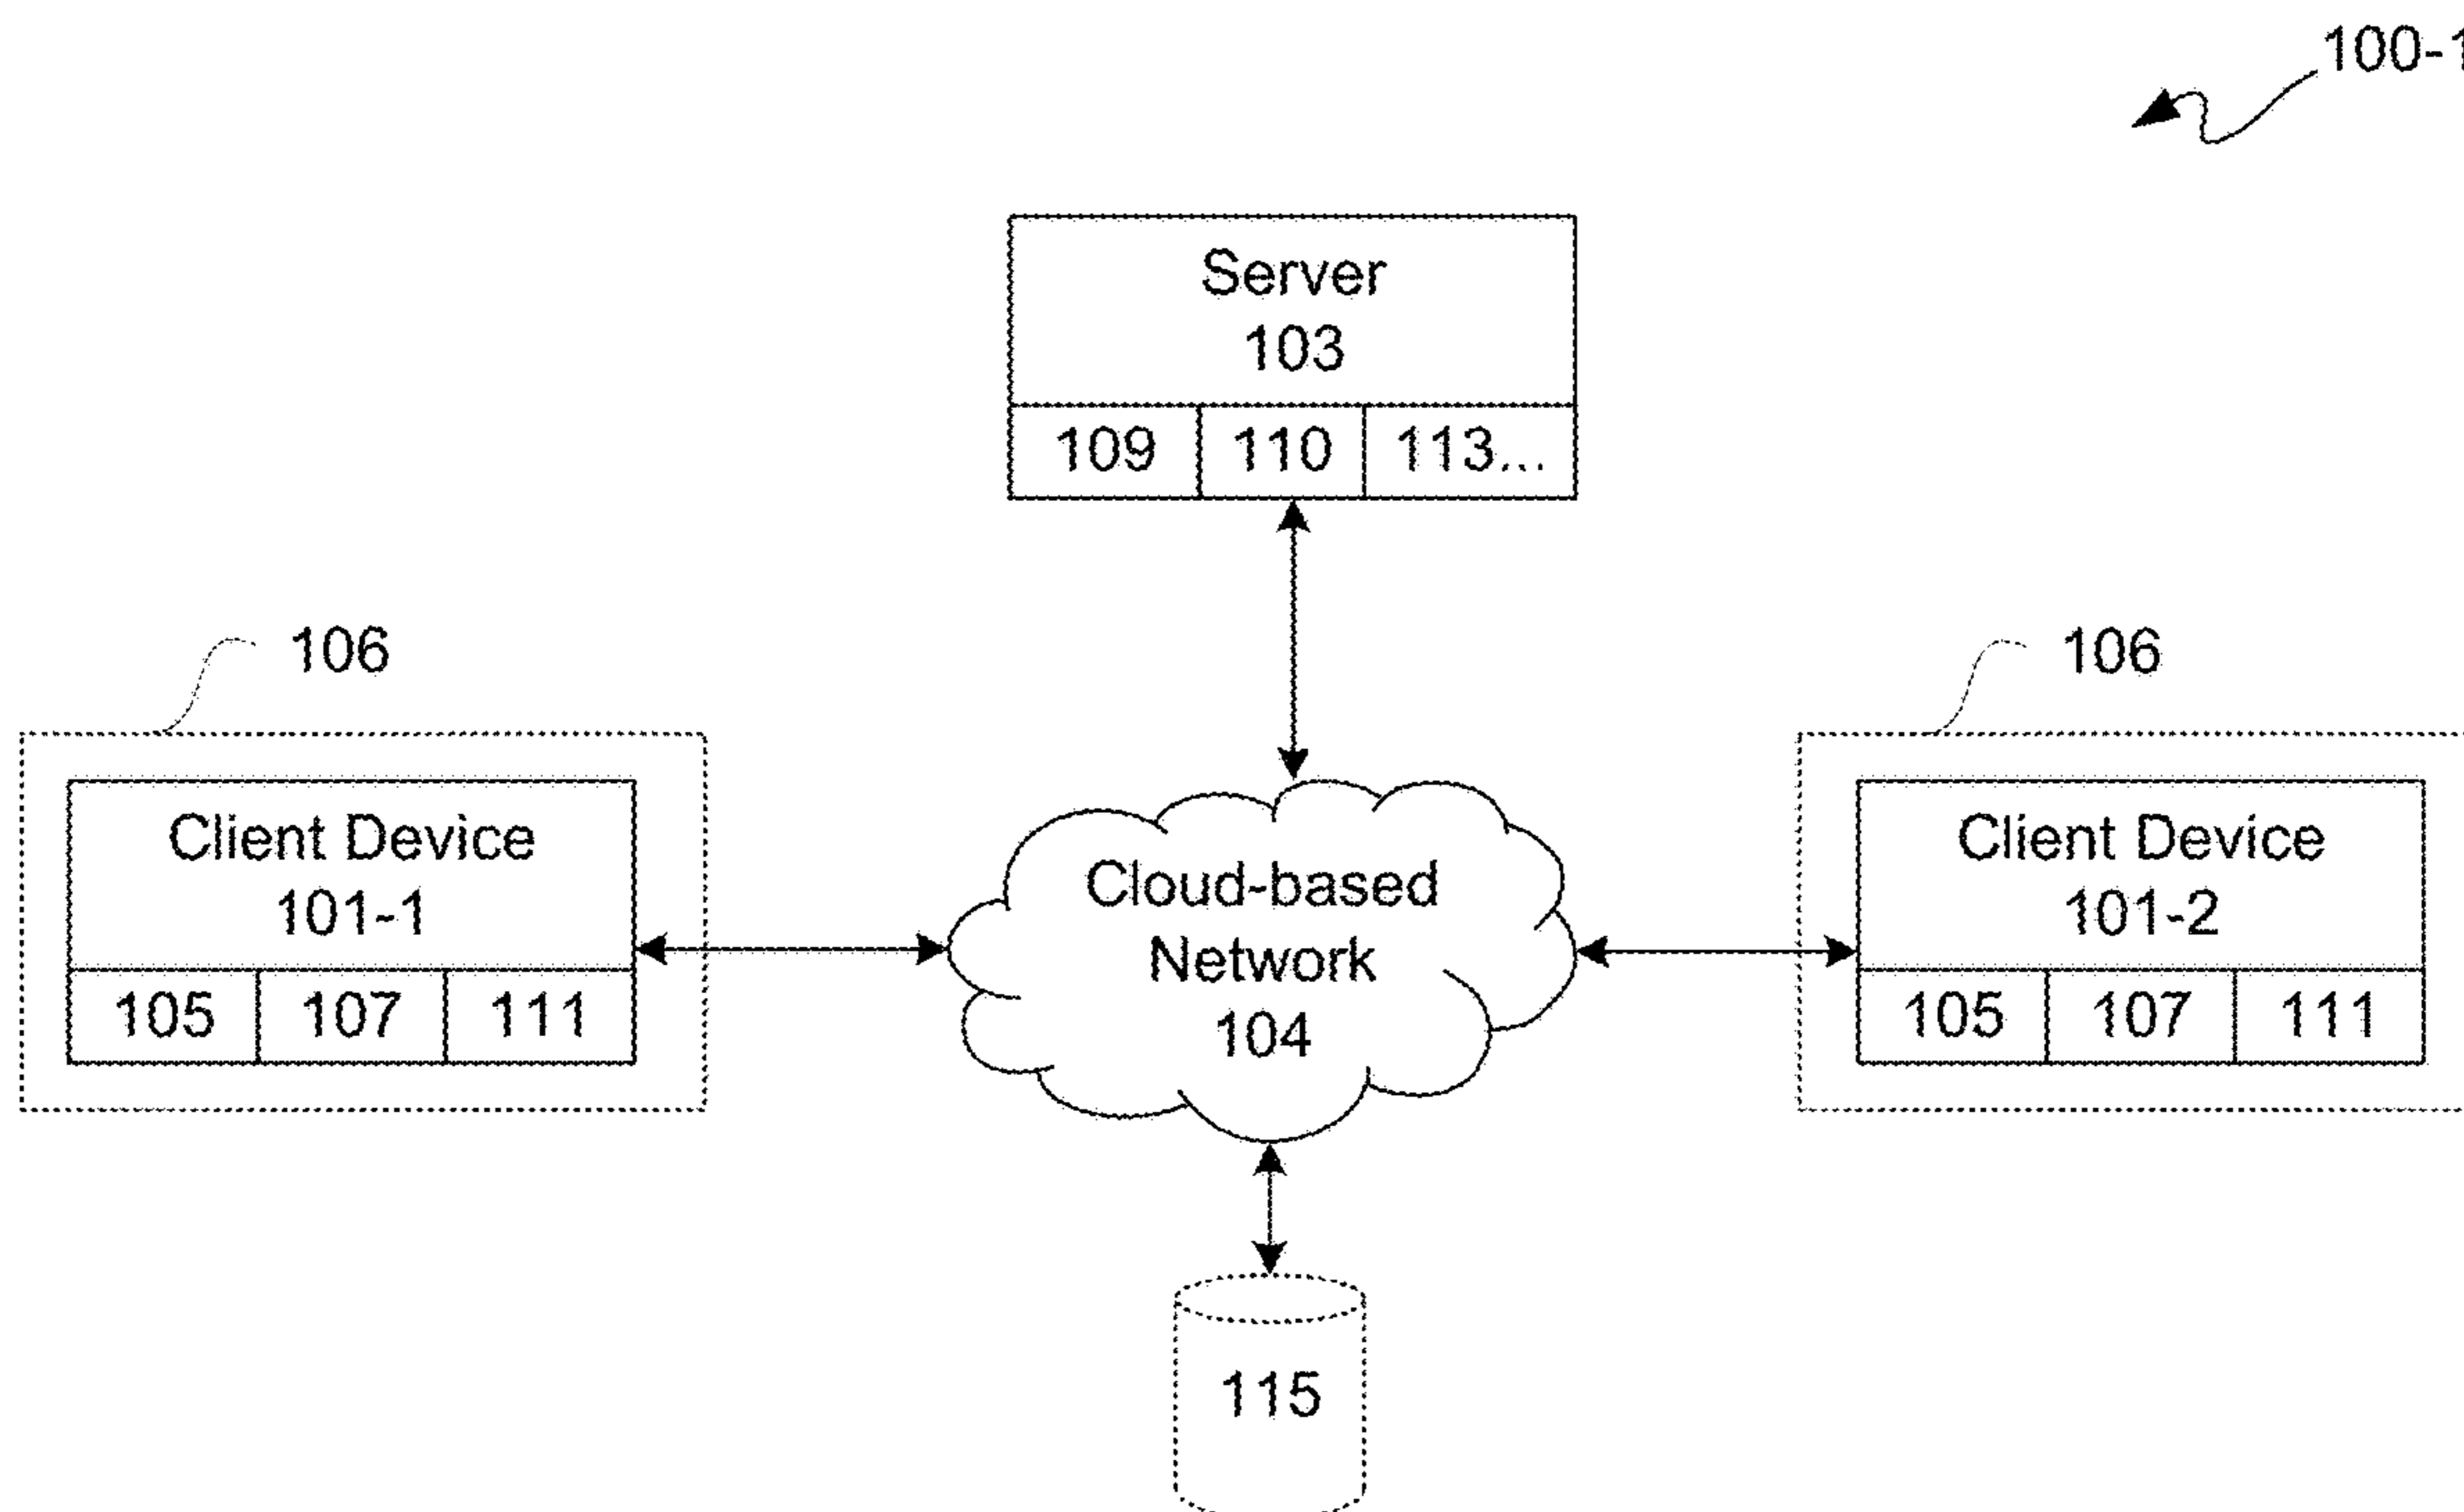 100-1
Server
103
109 110 113...
106
106
Client Device
101-1
105 107 111
Cloud-based
Network
104
Client Device
101-2
105 107 111
115